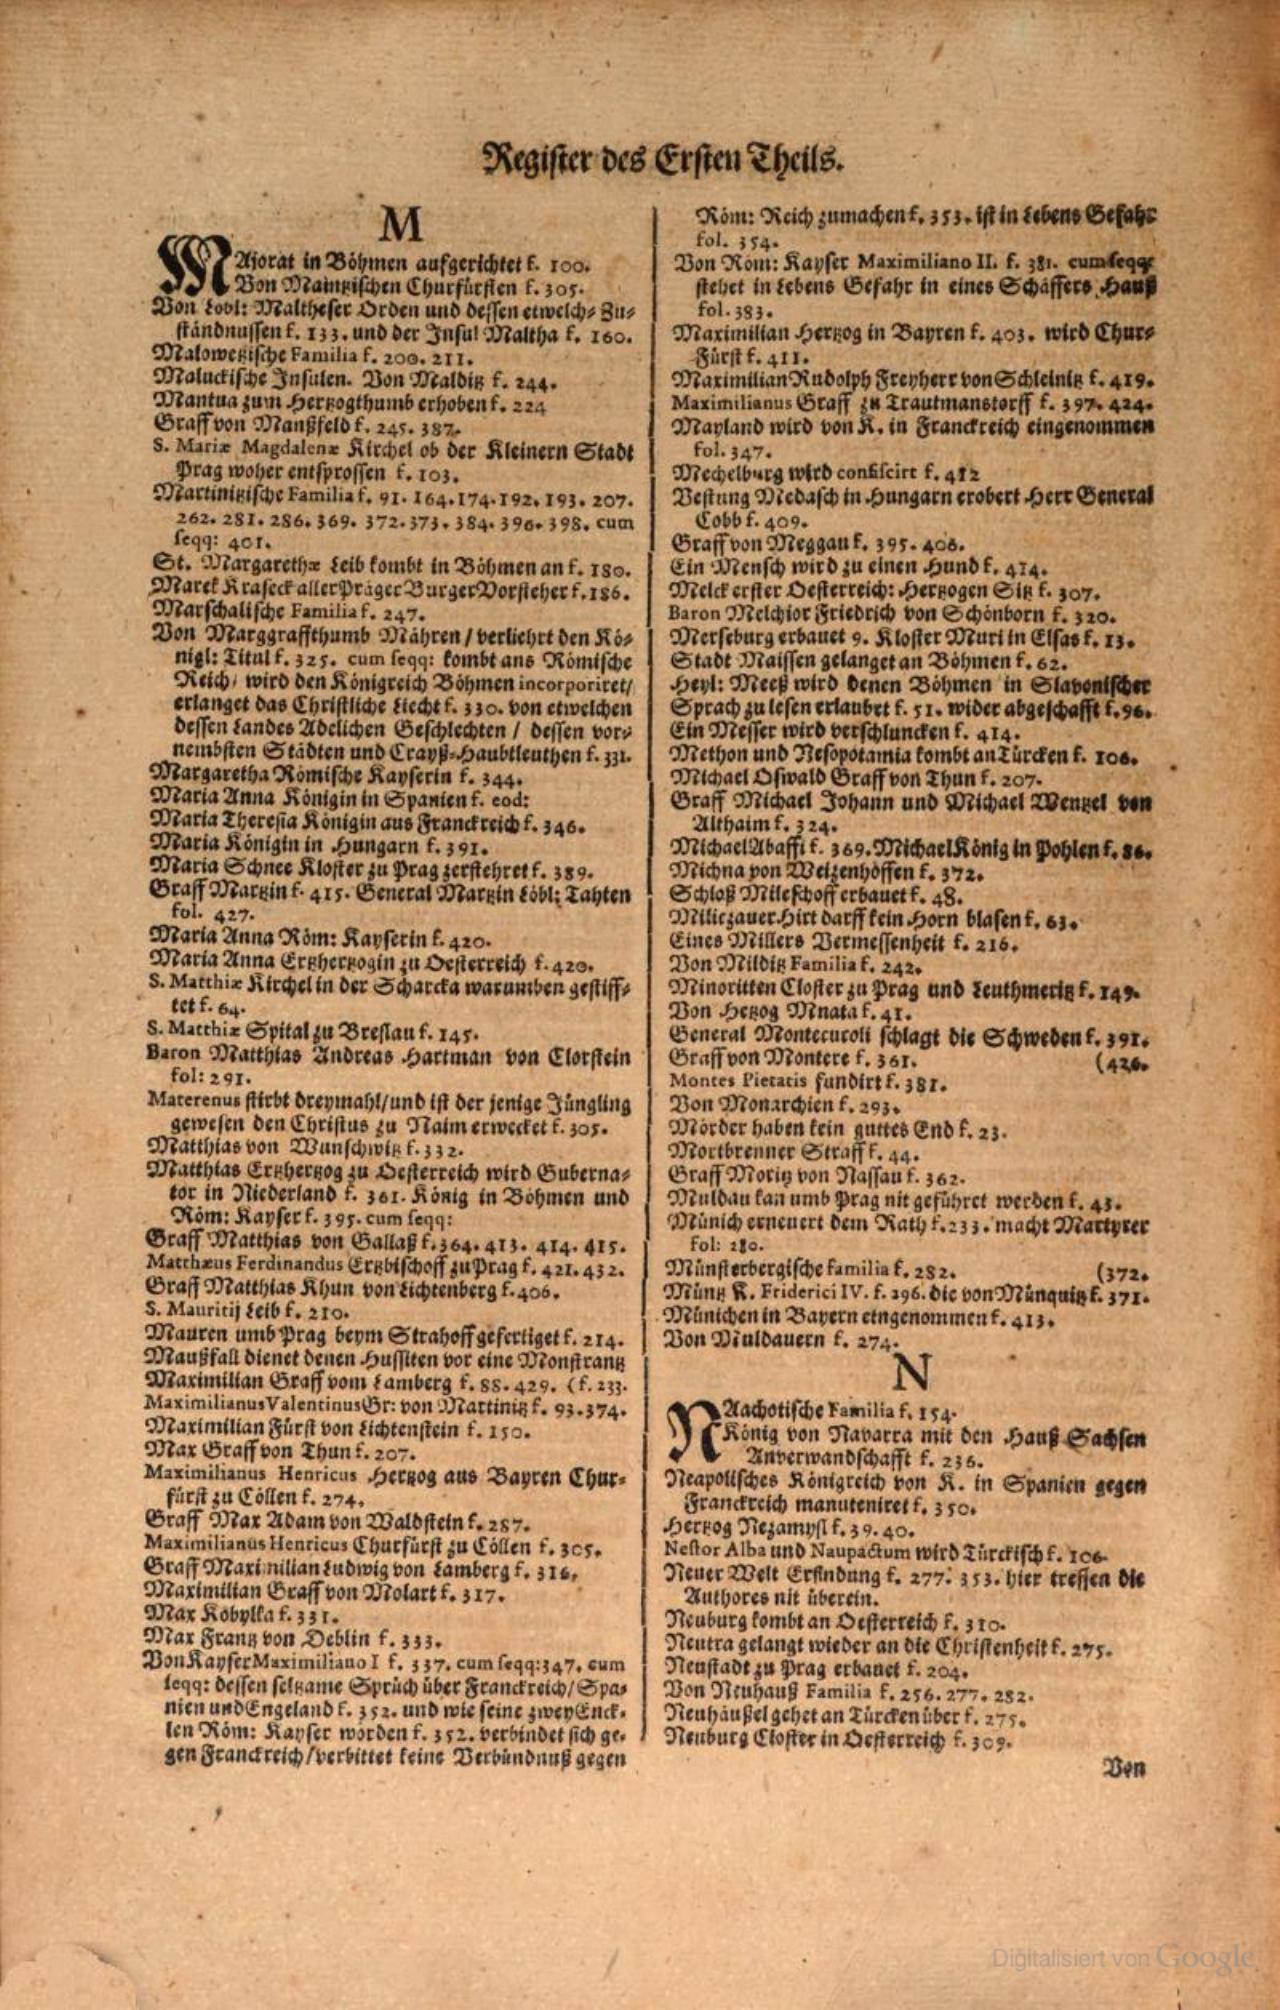 Register des Ersten Theils.
M
MAjorat in Böhmen aufgerichtet f. 100.
Von Maintzischen Churfürsten f. 305.
Von Lobl: Maltheser Orden und dessen etwelch-Zu-
ständnussen f. 133. und der Insul Maltha f. 160.
Malowetzische Familia f. 200. 211.
Maluckische Insulen. Von Malditz f. 244.
Mantua zum Hertzogthumb erhoben f. 224
Graff von Manßfeld f. 245. 387.
S. Mariæ Magdalenæ Kirchel ob der Kleinern Stadt
Prag woher entsprossen f. 103.
Martinitzische Familia f. 91. 164. 174. 192. 193. 207.
262. 281. 286. 369. 372. 373. 384. 396. 398. cum
seqq: 401.
St. Margarethæ Leib kombt in Böhmen an f. 180.
Marek Kraseck aller Präger Burger Vorsteher f. 186.
Marschalische Familia f. 247.
Von Marggraffthumb Mähren / verliehrt den Kö-
nigl: Titul f. 325. cum seqq: kombt ans Römische
Reich / wird den Königreich Böhmen incorporiret/
erlanget das Christliche Liecht f. 330. von etwelchen
dessen Landes Adelichen Geschlechten / dessen vor-
nembsten Städten und Crayß-Haubtleuthen f. 331.
Margaretha Römische Kayserin f. 344.
Maria Anna Königin in Spanien f. eod:
Maria Theresia Königin aus Franckreich f. 346.
Maria Königin in Hungarn f. 391.
Maria Schnee Kloster zu Prag zerstehret f. 389.
Graff Martzin f. 415. General Martzin Löbl: Tahten
fol. 427.
Maria Anna Röm: Kayserin f. 420.
Maria Anna Ertzhertzogin zu Oesterreich f. 420.
S. Matthiæ Kirchel in der Scharcka warumben gestiff-
tet f. 64.
S. Matthiæ Spital zu Breslau f. 145.
Baron Matthias Andreas Hartman von Clorstein
fol: 291.
Materenus stirbt dreymahl / und ist der jenige Jüngling
gewesen den Christus zu Naim erwecket f. 305.
Matthias von Wunschwitz f. 332.
Matthias Ertzhertzog zu Oesterreich wird Guberna-
tor in Niederland f. 361. König in Böhmen und
Röm: Kayser f. 395. cum seqq:
Graff Matthias von Gallaß f. 364. 413. 414. 415.
Matthæus Ferdinandus Ertzbischoff zu Prag f. 421. 432.
Graff Matthias Khun von Lichtenberg f. 406.
S. Mauritij Leib f. 210.
Mauren umb Prag beym Strahoff gefertiget f. 214.
Maußfall dienet denen Hussiten vor eine Monstrantz
Maximilian Graff vom Lamberg f. 88. 429. (f. 233.
Maximilianus Valentinus Gr: von Martinitz f. 93. 374.
Maximilian Fürst von Lichtenstein f. 150.
Max Graff von Thun f. 207.
Maximilianus Henricus Hertzog aus Bayren Chur-
fürst zu Cöllen f. 274.
Graff Max Adam von Waldstein f. 287.
Maximilianus Henricus Churfürst zu Cöllen f. 305.
Graff Maximilian Ludwig von Lamberg f. 316.
Maximilian Graff von Molart f. 317.
Max Kobylka f. 331.
Max Frantz von Deblin f. 333.
Von Kayser Maximiliano I f. 337. cum seqq: 347. cum
seqq: dessen seltzame Sprüch über Franckreich / Spa-
nien und Engeland f. 352. und wie seine zwey Enck-
len Röm: Kayser worden f. 352. verbindet sich ge-
gen Franckreich / verbittet keine Verbündnuß gegen
Röm: Reich zumachen f. 353. ist in Lebens Gefahr
fol. 354.
Von Röm: Kayser Maximiliano II. f. 381. cum seqq:
stehet in Lebens Gefahr in eines Schäffers Hauß
fol. 383.
Maximilian Hertzog in Bayren f. 403. wird Chur-
Fürst f. 411.
Maximilian Rudolph Freyherr von Schleinitz f. 419.
Maximilianus Graff zu Trautmanstorff f. 397. 424.
Mayland wird von K. in Franckreich eingenommen
fol. 347.
Mechelburg wird confiscirt f. 412
Vestung Medasch in Hungarn erobert Herr General
Cobb f. 409.
Graff von Meggau f. 395. 406.
Ein Mensch wird zu einen Hund f. 414.
Melck erster Oesterreich: Hertzogen Sitz f. 307.
Baron Melchior Friedrich von Schönborn f. 320.
Merseburg erbauet 9. Kloster Muri in Elsas f. 13.
Stadt Maissen gelanget an Böhmen f. 62.
Heyl: Meeß wird denen Böhmen in Slavonischer
Sprach zu lesen erlaubet f. 51. wider abgeschafft f. 96.
Ein Messer wird verschluncken f. 414.
Methon und Nesopotamia kombt an Türcken f. 106.
Michael Oswald Graff von Thun f. 207.
Graff Michael Johann und Michael Wentzel von
Althaim f. 324.
Michael Abaffi f. 369. Michael König in Pohlen f. 86.
Michna von Weizenhöffen f. 372.
Schloß Mileschoff erbauet f. 48.
Miliczauer Hirt darff kein Horn blasen f. 63.
Eines Millers Vermessenheit f. 216.
Von Milditz Familia f. 242.
Minoritten Closter zu Prag und Leuthmeritz f. 149.
Von Hetzog Mnata f. 41.
General Montecucoli schlagt die Schweden f. 391.
Graff von Montere f. 361. (426.
Montes Pietatis fundirt f. 381.
Von Monarchien f. 293.
Mörder haben kein guttes End f. 23.
Mortbrenner Straff f. 44.
Graff Moritz von Nassau f. 362.
Muldau kan umb Prag nit geführet werden f. 43.
Münich erneuert dem Rath f. 233. macht Martyrer
fol: 280.
Münsterbergische familia f. 282. (372.
Müntz K. Friderici IV. f. 296. die von Münquitz f. 371.
Münichen in Bayern eingenommen f. 413.
Von Muldauern f. 274.
N
NAachotische Familia f. 154.
König von Navarra mit den Hauß Sachsen
Anverwandschafft f. 236.
Neapolisches Königreich von K. in Spanien gegen
Franckreich manuteniret f. 350.
Hertzog Nezamysl f. 39. 40.
Nestor Alba und Naupactum wird Türckisch f. 106.
Neuer Welt Erfindung f. 277. 353. hier treffen die
Authores nit überein.
Neuburg kombt an Oesterreich f. 310.
Neutra gelangt wieder an die Christenheit f. 275.
Neustadt zu Prag erbauet f. 204.
Von Neuhauß Familia f. 256. 277. 282.
Neuhäußel gehet an Türcken über f. 275.
Neuburg Closter in Oesterreich f. 309.
Von
Digitalisiert von Google